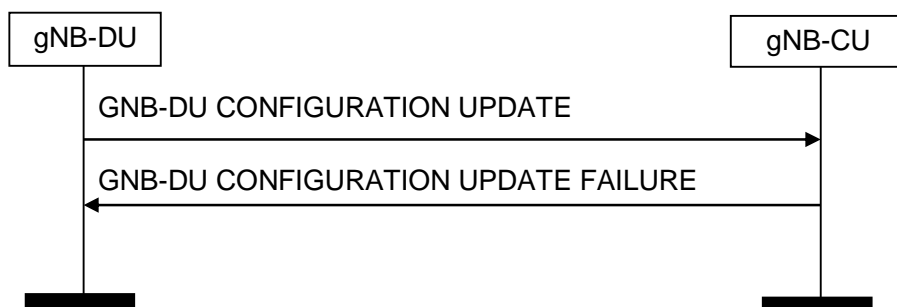 gNB-DU
gNB-CU
GNB-DU CONFIGURATION UPDATE
GNB-DU CONFIGURATION UPDATE FAILURE